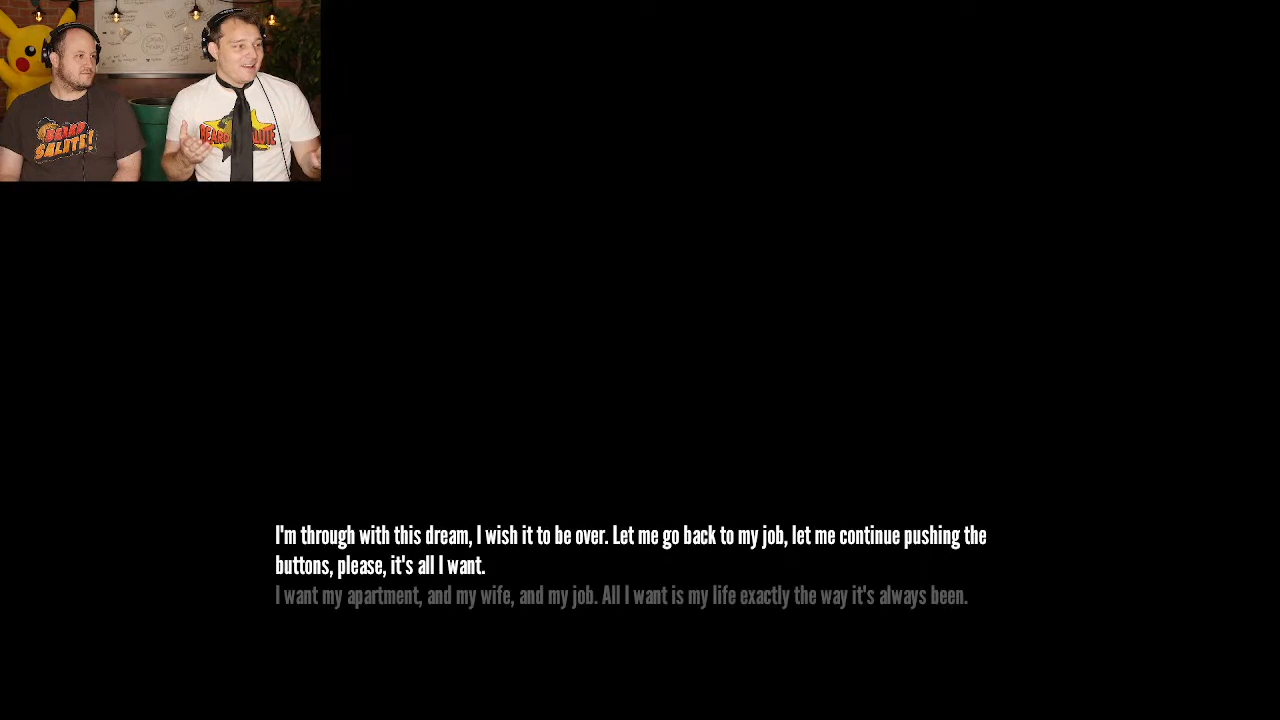 BEARD
SALUTE!
I'm through with this dream, I wish it to be over. Let me go back to my job, let me continue pushing the
buttons, please, it's all I want.
I want my apartment, and my wife, and my job. All I want is my life exactly the way it's always been.